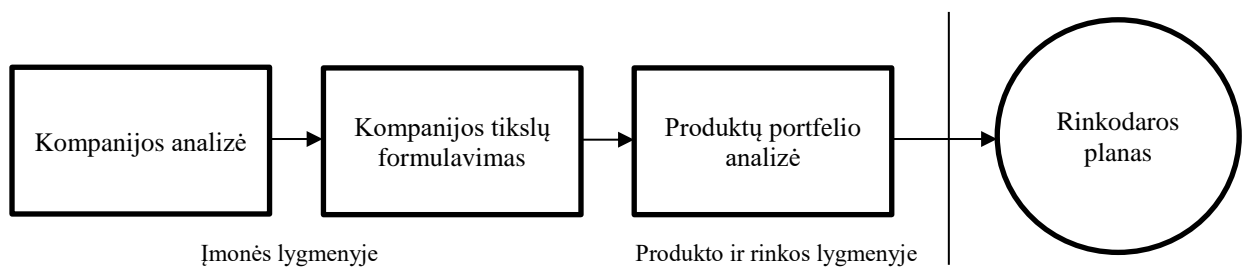 Kompanijos analizė
Kompanijos tikslų
formulavimas
Produktų portfelio
analizė
Rinkodaros
planas
Įmonės lygmenyje
Produkto ir rinkos lygmenyje